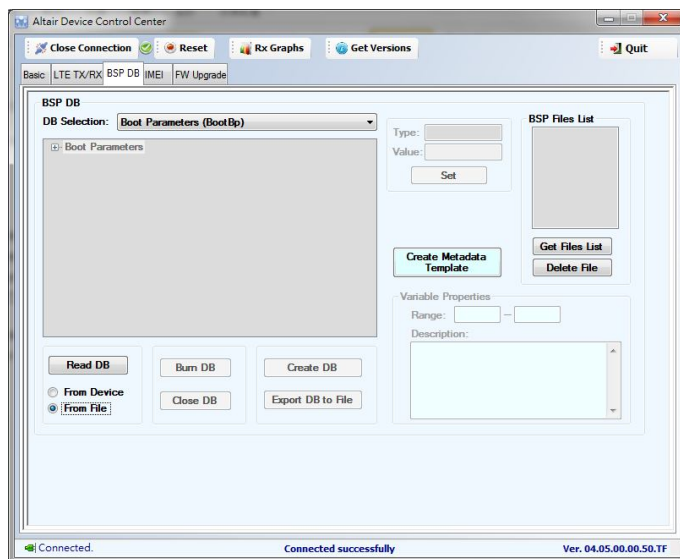 Altair Device Control Center
Close Connection Reset Rx Graphs Get Versions Quit
Basic LTE TX/RX BSP DB IMEI FW Upgrade
BSP DB
DB Selection: Boot Parameters (BootBp)
Boot Parameters
Type:
Value:
Set
BSP Files List
Get Files List
Delete File
Create Metadata
Template
Variable Properties
Range: –
Description:
Read DB
From Device
From File
Burn DB
Close DB
Create DB
Export DB to File
Connected. Connected successfully Ver. 04.05.00.00.50.TF